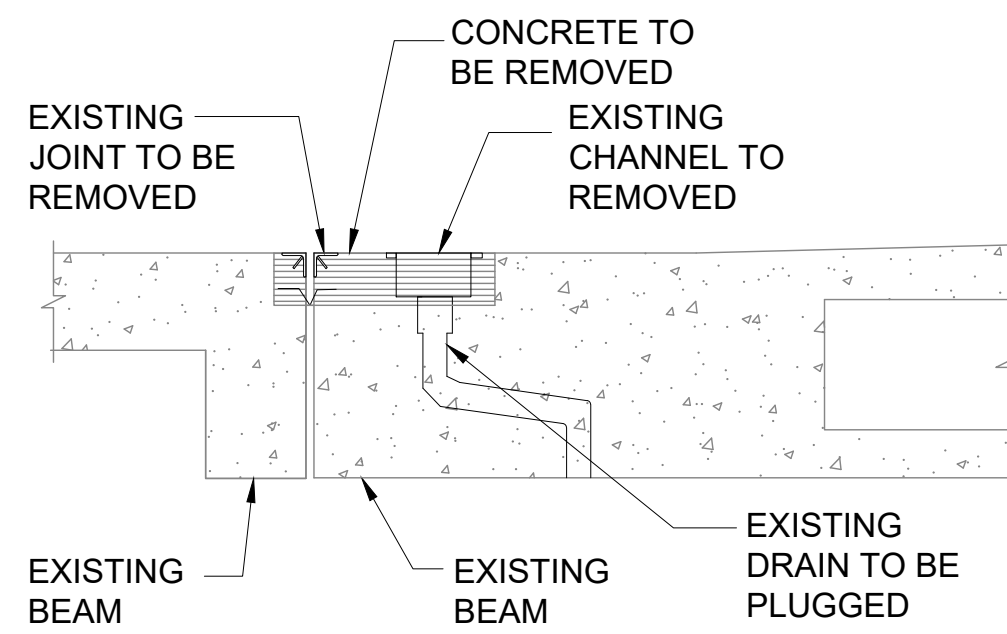 CONCRETE TO
BE REMOVED
EXISTING
JOINT TO BE
REMOVED
EXISTING
CHANNEL TO
REMOVED
EXISTING
BEAM
EXISTING
BEAM
EXISTING
DRAIN TO BE
PLUGGED